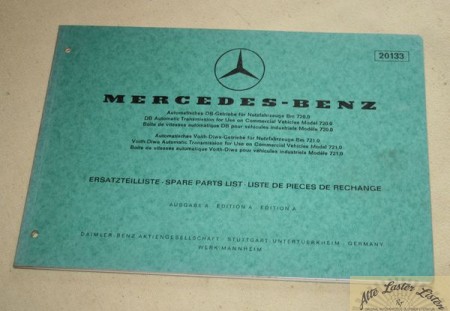 20133
MERCEDES-BENZ
Automatisches DB-Getriebe für Nutzfahrzeuge Bm 720.6
DB Automatic Transmission for Use on Commercial Vehicles Model 720.6
Boîte de vitesses automatique DB pour véhicules industriels Modèle 720.6
Automatisches Voith-Diwa-Getriebe für Nutzfahrzeuge Bm 721.6
Voith-Diwa Automatic Transmission for Use on Commercial Vehicles Model 721.6
Boîte de vitesses automatique Voith-Diwa pour véhicules industriels Modèle 721.6
ERSATZTEILLISTE · SPARE PARTS LIST · LISTE DE PIECES DE RECHANGE
AUSGABE A · EDITION A · EDITION A
DAIMLER-BENZ AKTIENGESELLSCHAFT · STUTTGART-UNTERTUERKHEIM · GERMANY
WERK MANNHEIM
Alte Laster Listen